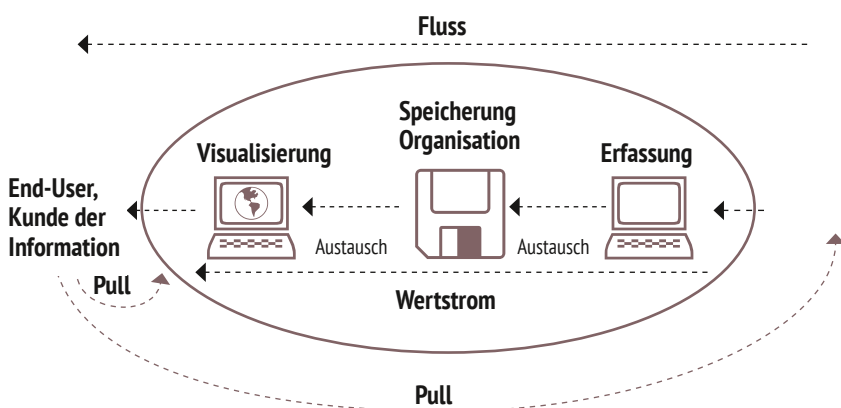 Fluss
Speicherung
Organisation
Visualisierung
Erfassung
End-User,
Kunde der
Information
Austausch
Austausch
Pull
Wertstrom
Pull